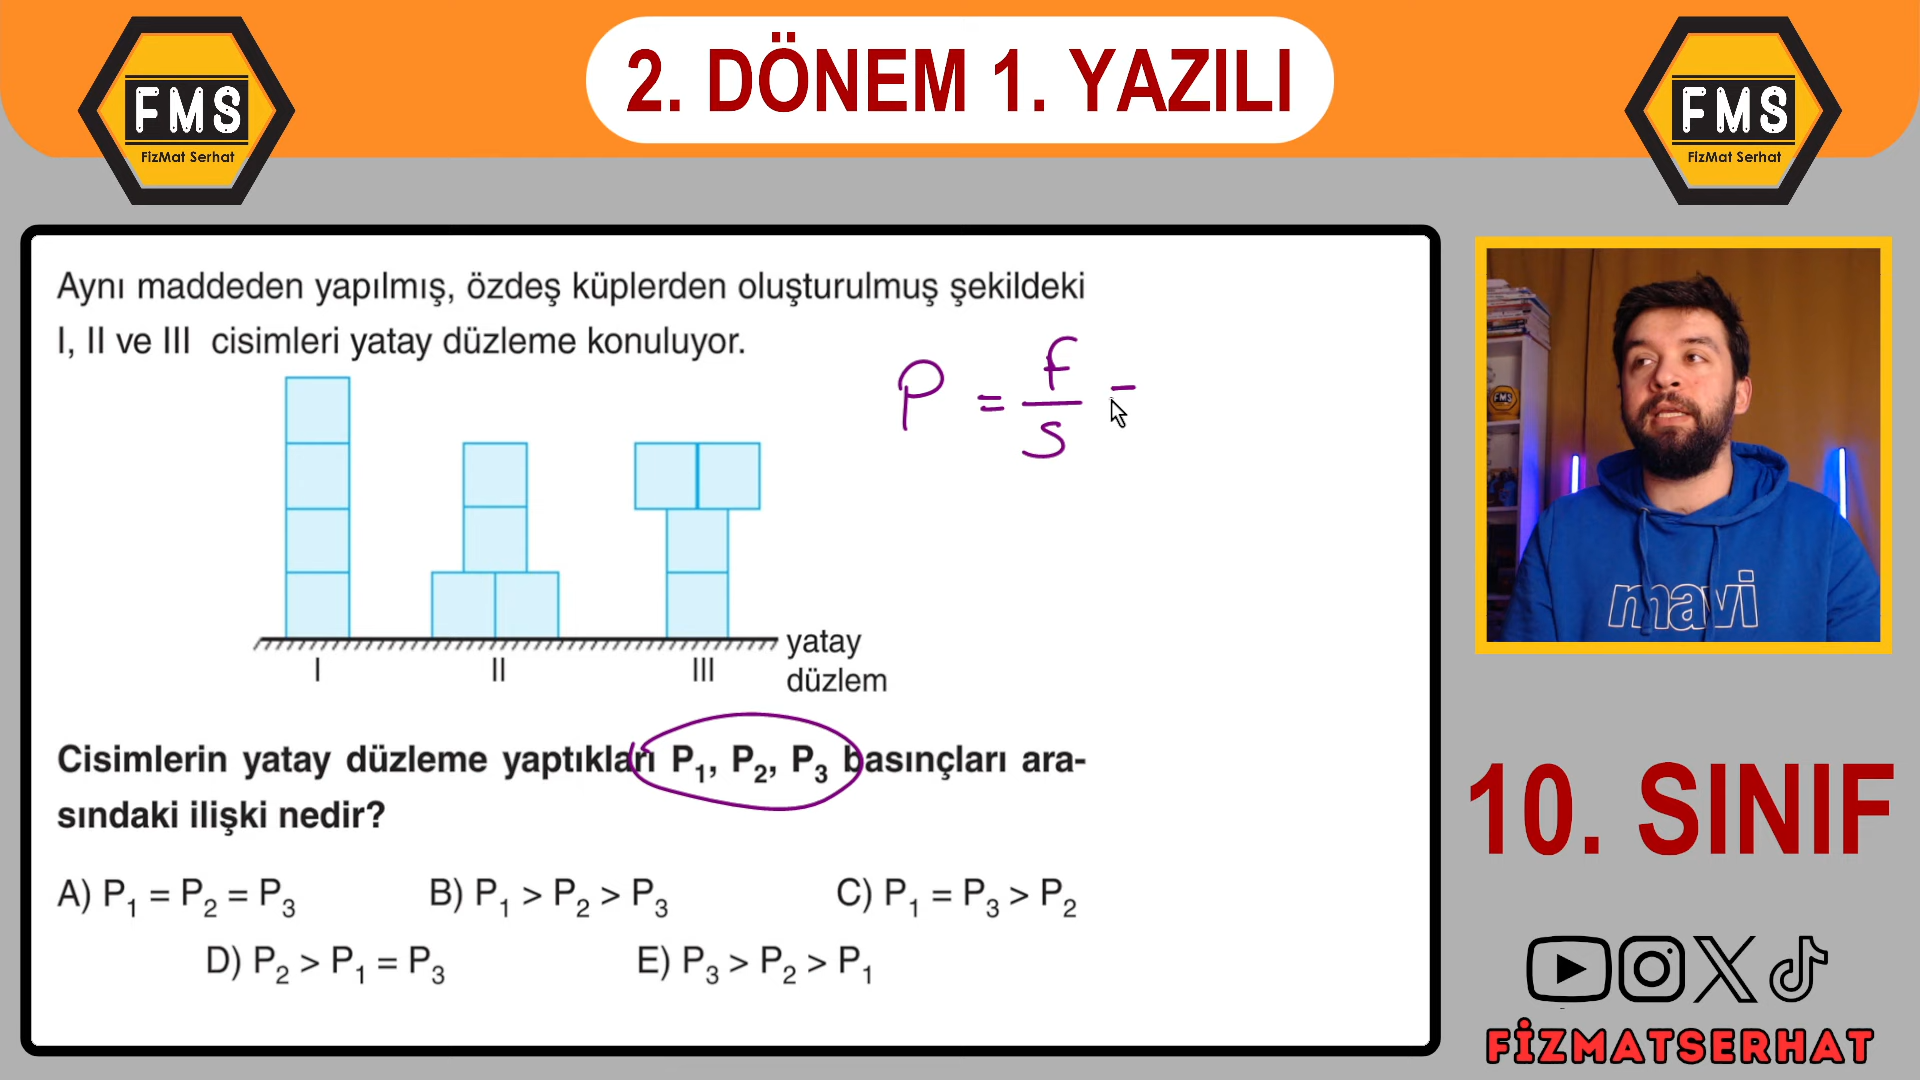 FMS
FizMat Serhat
2. DÖNEM 1. YAZILI
FMS
FizMat Serhat
Aynı maddeden yapılmış, özdeş küplerden oluşturulmuş şekildeki
I, II ve III cisimleri yatay düzleme konuluyor.
P = F/S =
I II III yatay
düzlem
Cisimlerin yatay düzleme yaptıkları P₁, P₂, P₃ basınçları ara-
sındaki ilişki nedir?
A) P₁ = P₂ = P₃ B) P₁ > P₂ > P₃ C) P₁ = P₃ > P₂
D) P₂ > P₁ = P₃ E) P₃ > P₂ > P₁
FMS
mavi
10. SINIF
FİZMATSERHAT